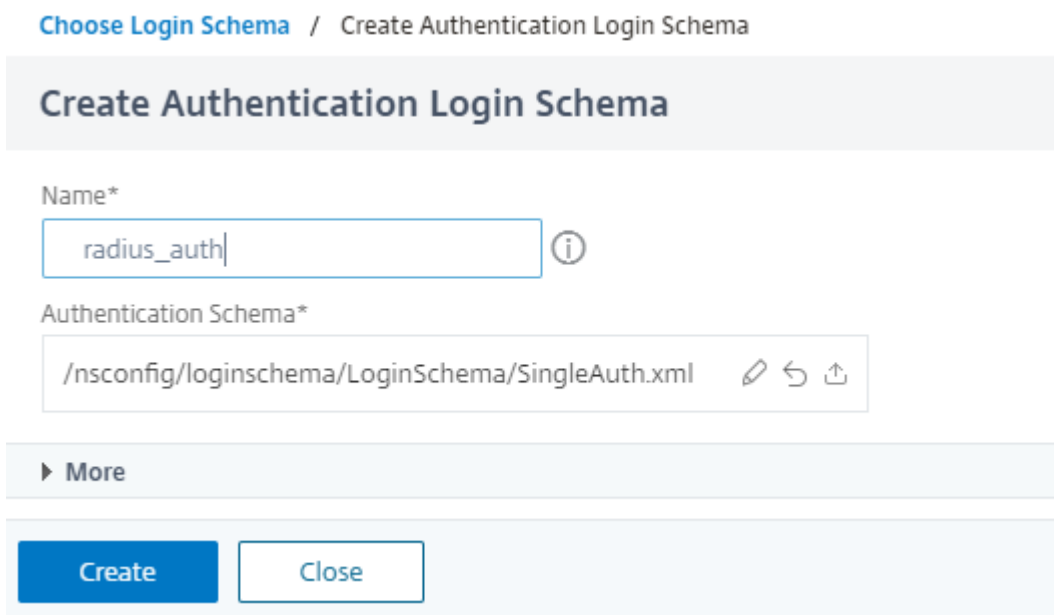 Choose Login Schema / Create Authentication Login Schema
Create Authentication Login Schema
Name*
radius_auth
Authentication Schema*
/nsconfig/loginschema/LoginSchema/SingleAuth.xml
More
Create Close